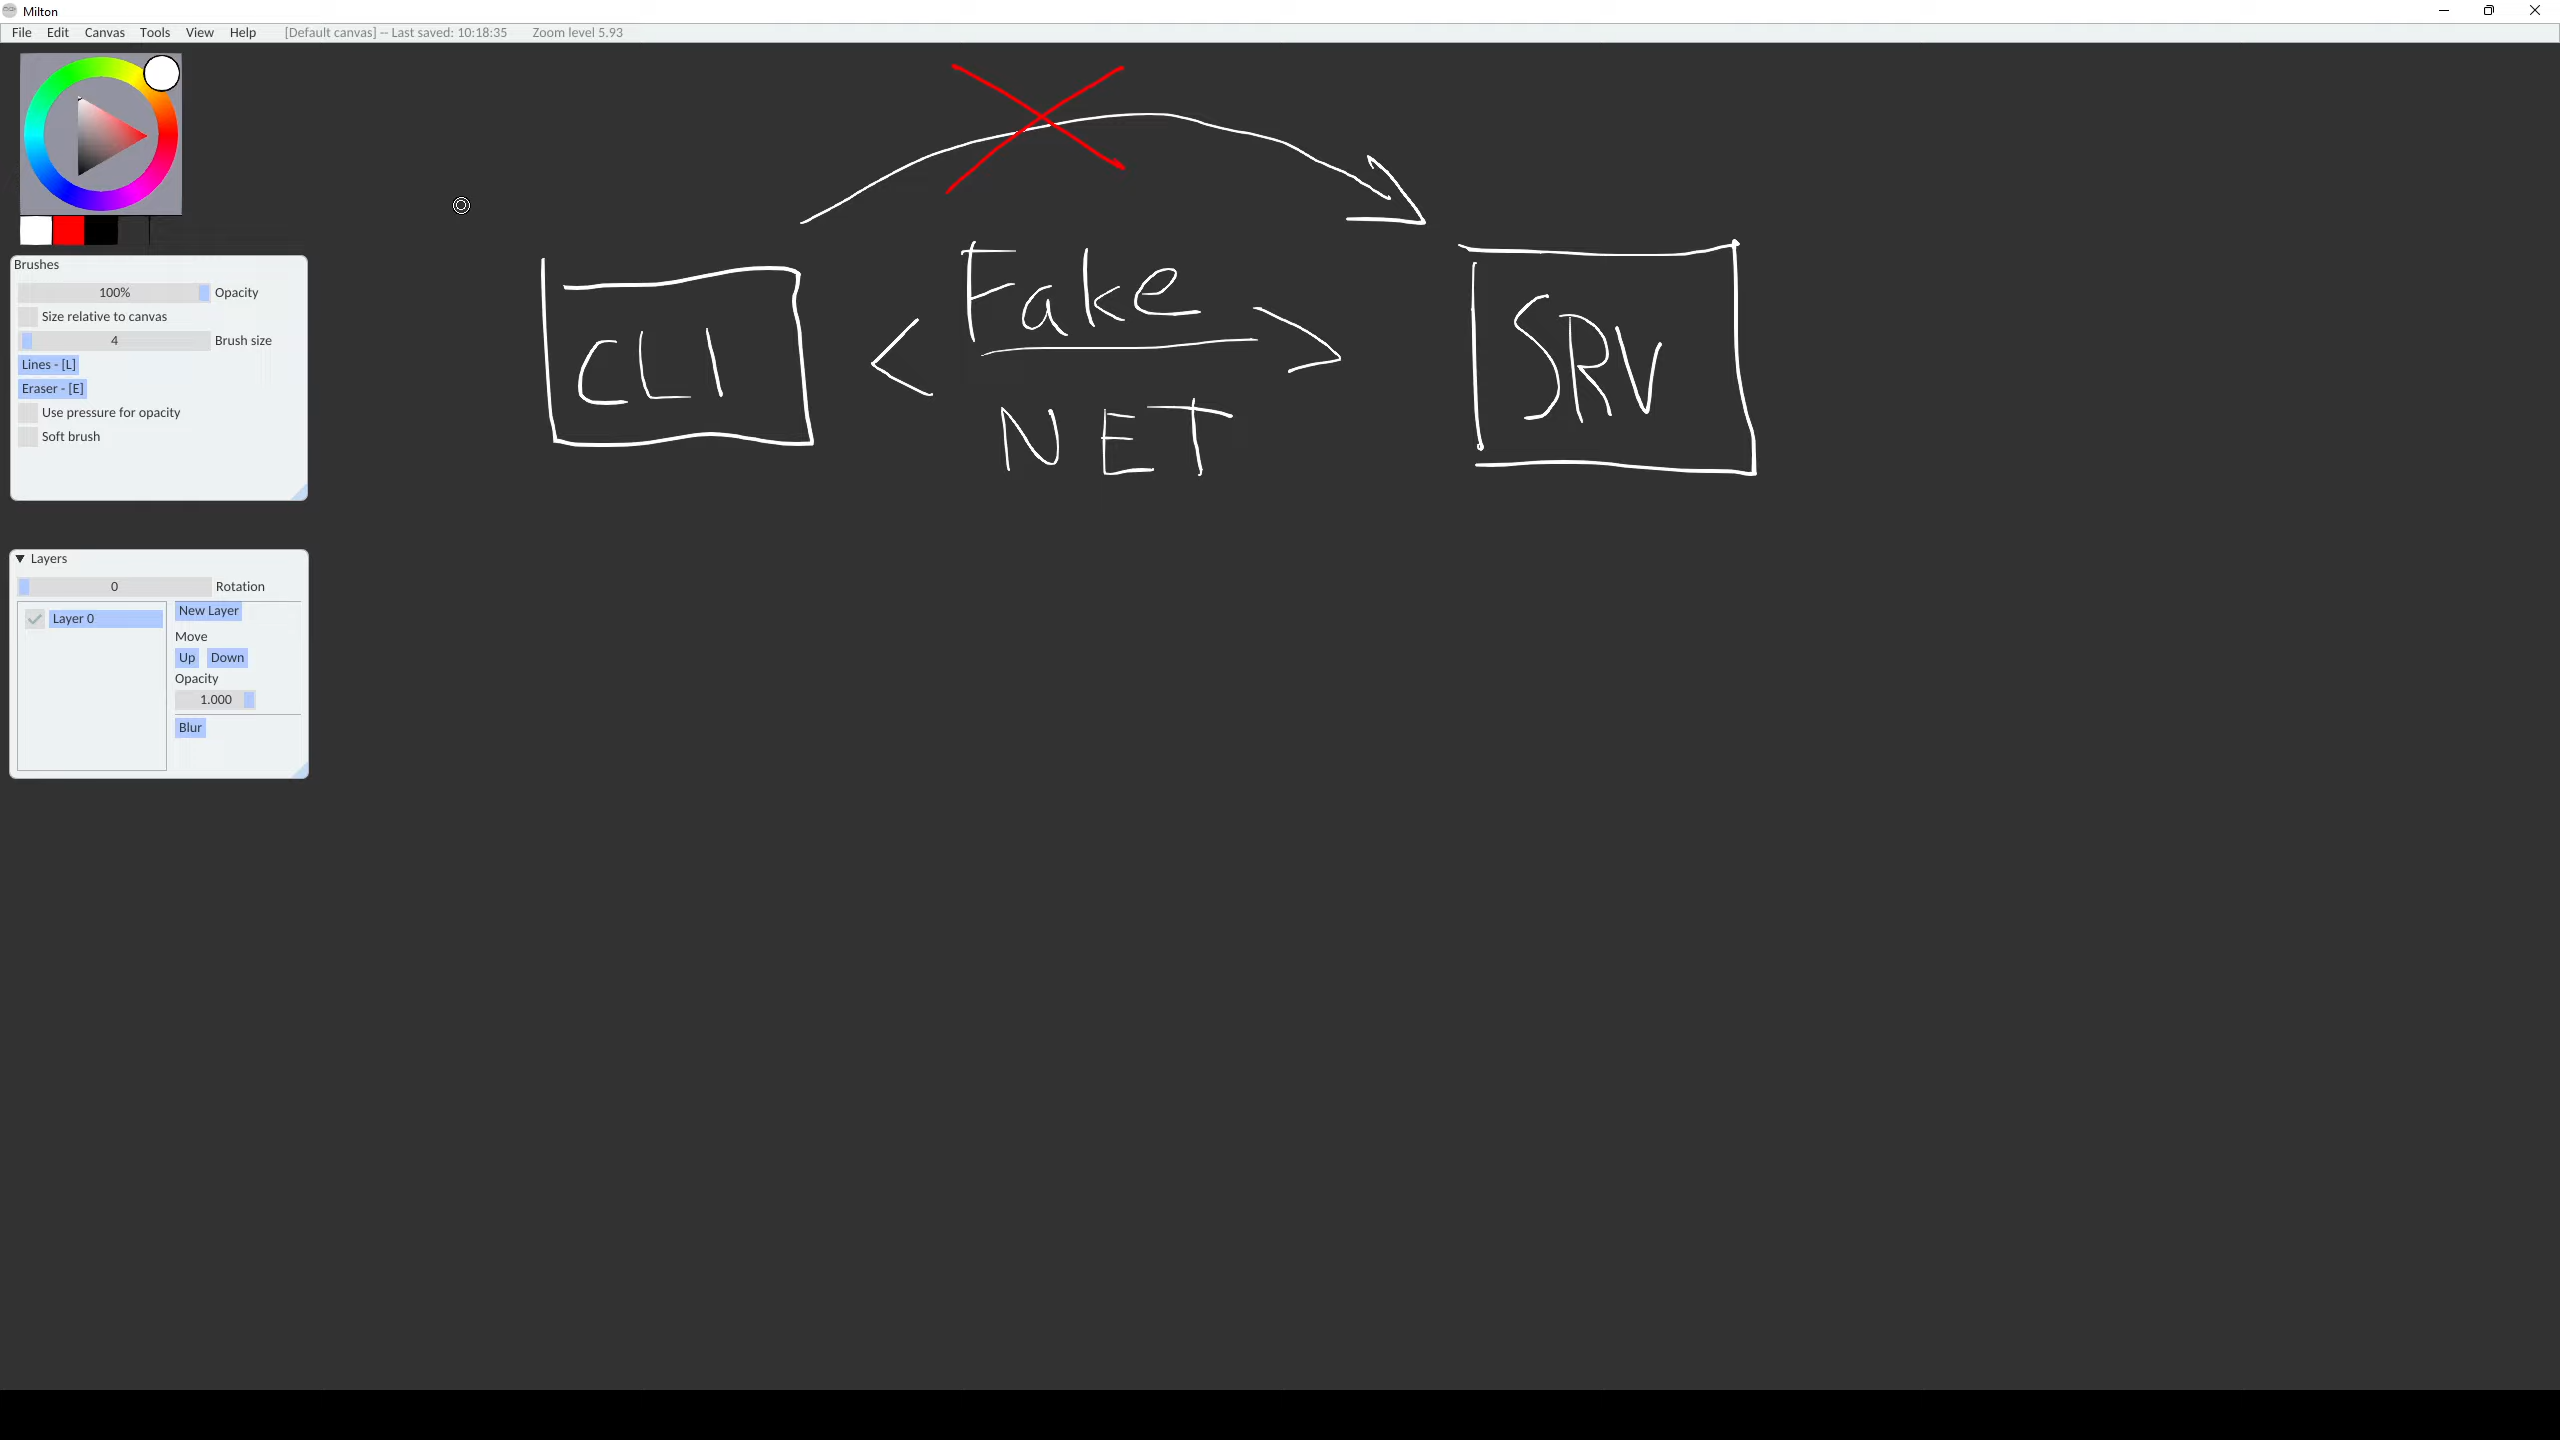 Milton
File Edit Canvas Tools View Help [Default canvas] -- Last saved: 10:18:35 Zoom level 5.93
Brushes
100% Opacity
Size relative to canvas
4 Brush size
Lines - [L]
Eraser - [E]
Use pressure for opacity
Soft brush
Layers
0 Rotation
Layer 0
New Layer
Move
Up Down
Opacity
1.000
Blur
CLI
Fake
NET
SRV